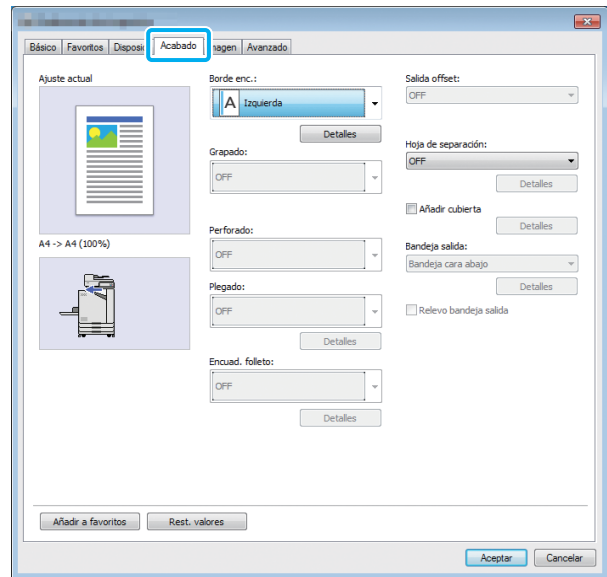 Básico Favoritos Disposic Acabado magen Avanzado
Ajuste actual
A4 -> A4 (100%)
Borde enc.:
A Izquierda
Detalles
Grapado:
OFF
Perforado:
OFF
Plegado:
OFF
Detalles
Encuad. folleto:
OFF
Detalles
Salida offset:
OFF
Hoja de separación:
OFF
Detalles
Añadir cubierta
Detalles
Bandeja salida:
Bandeja cara abajo
Detalles
Relevo bandeja salida
Añadir a favoritos Rest. valores
Aceptar Cancelar